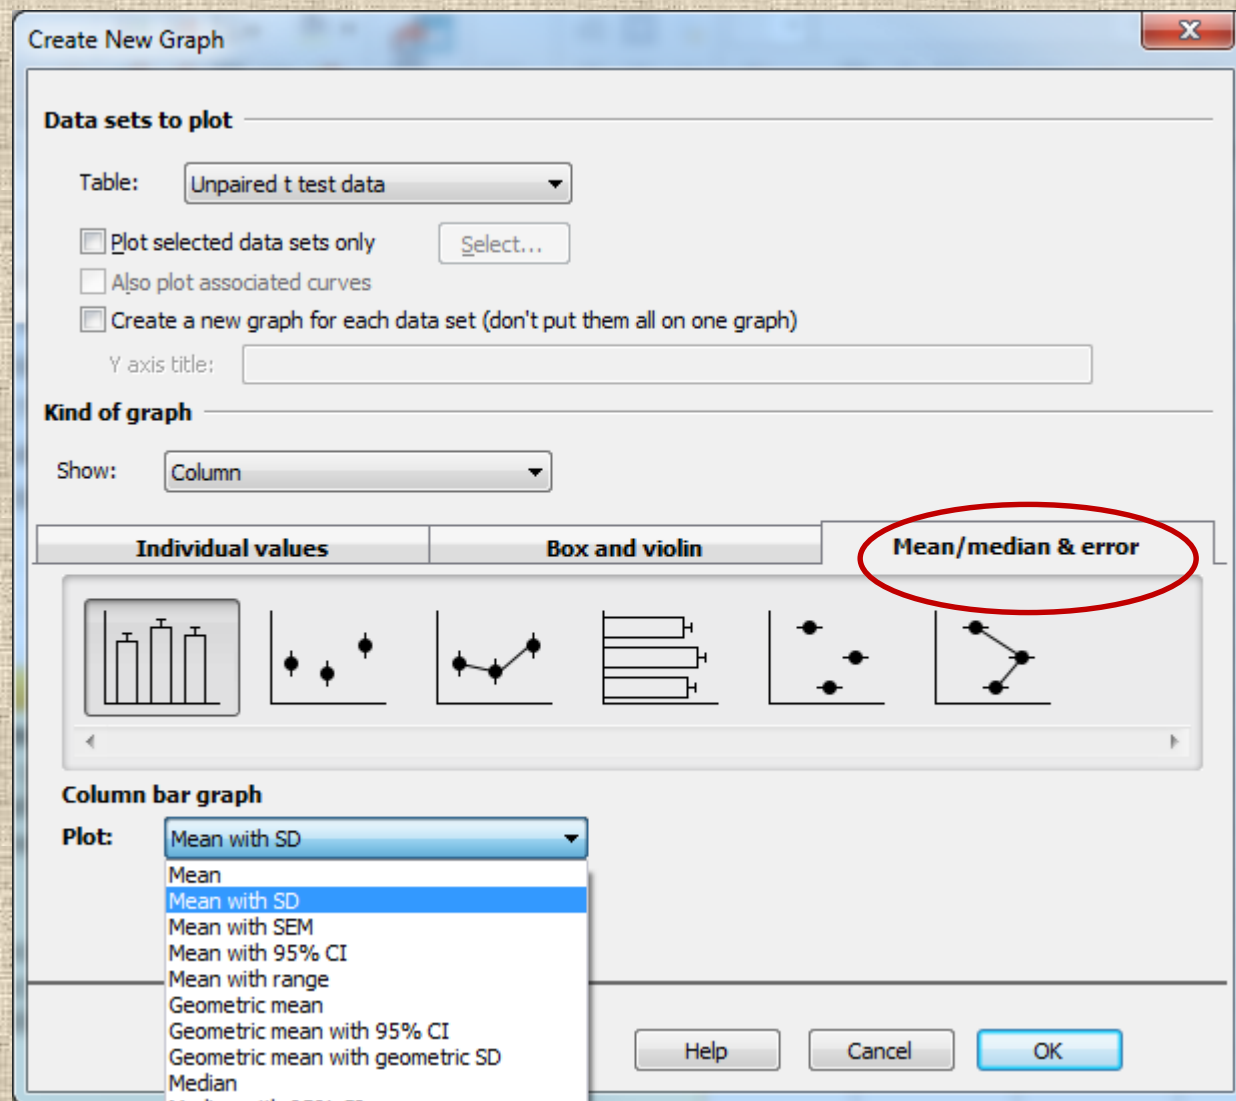 Create New Graph
Data sets to plot
Table: Unpaired t test data
Plot selected data sets only Select...
Also plot associated curves
Create a new graph for each data set (don't put them all on one graph)
Y axis title:
Kind of graph
Show: Column
Individual values Box and violin Mean/median & error
Column bar graph
Plot: Mean with SD
Mean
Mean with SD
Mean with SEM
Mean with 95% CI
Mean with range
Geometric mean
Geometric mean with 95% CI
Geometric mean with geometric SD
Help Cancel OK
Median